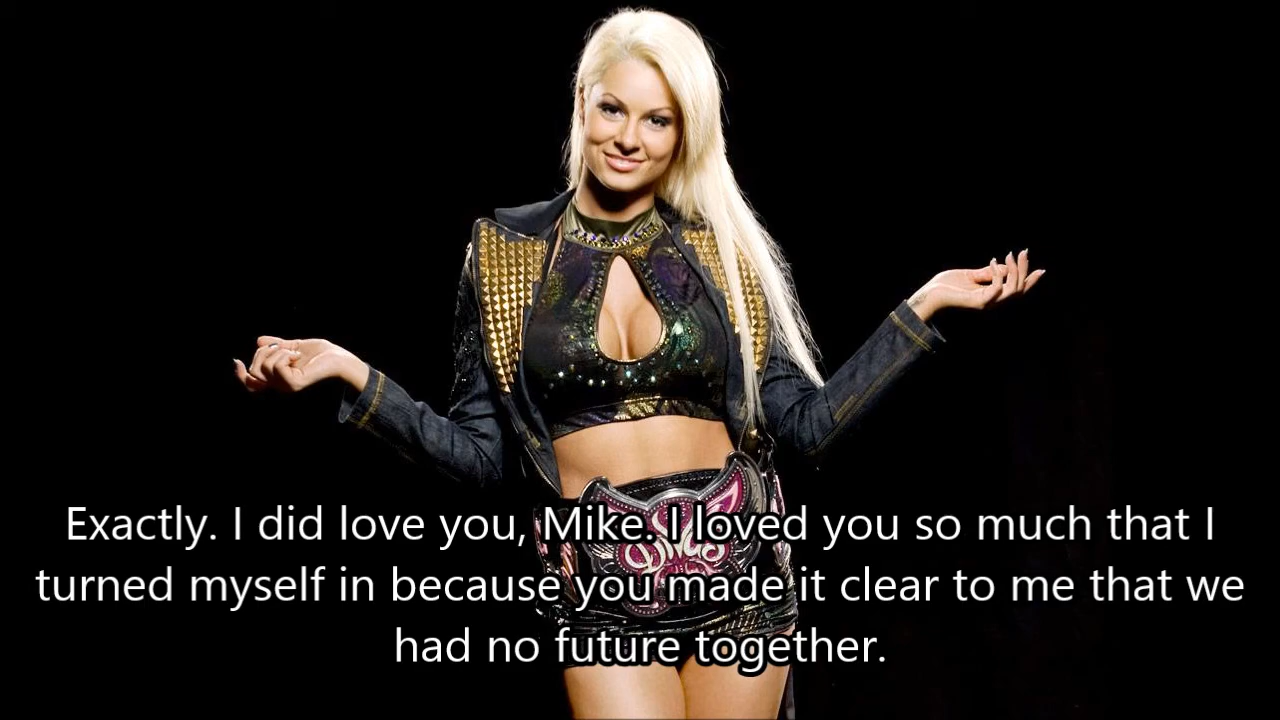 Divas
Exactly. I did love you, Mike. I loved you so much that I
turned myself in because you made it clear to me that we
had no future together.